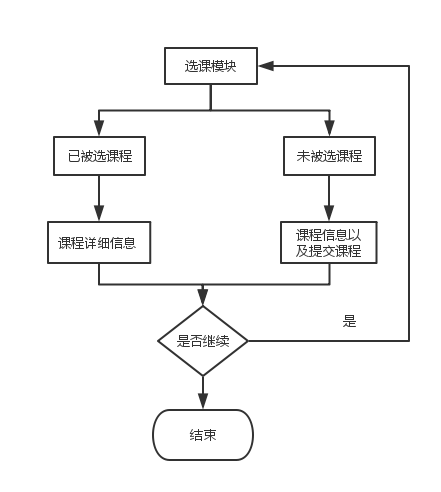 选课模块
已被选课程
未被选课程
课程详细信息
课程信息以
及提交课程
是否继续
是
结束